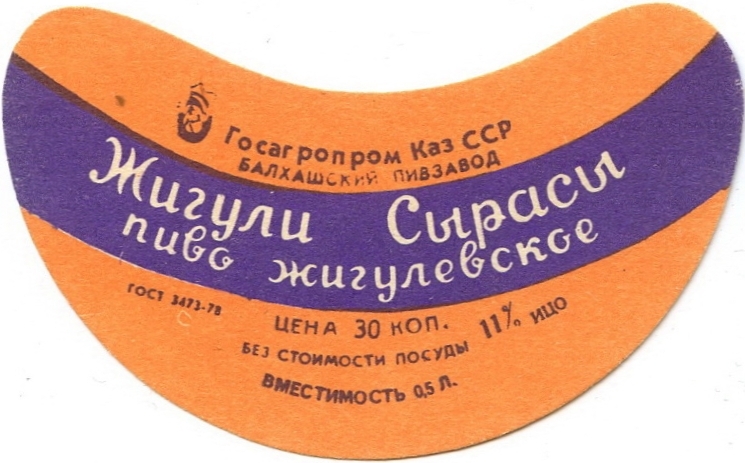 Госагропром Каз ССР
БАЛХАШСКИЙ ПИВЗАВОД
Жигули Сырасы
пиво жигулевское
ГОСТ 3473-78
ЦЕНА 30 КОП. 11% ИЦО
БЕЗ СТОИМОСТИ ПОСУДЫ
ВМЕСТИМОСТЬ 0,5 Л.